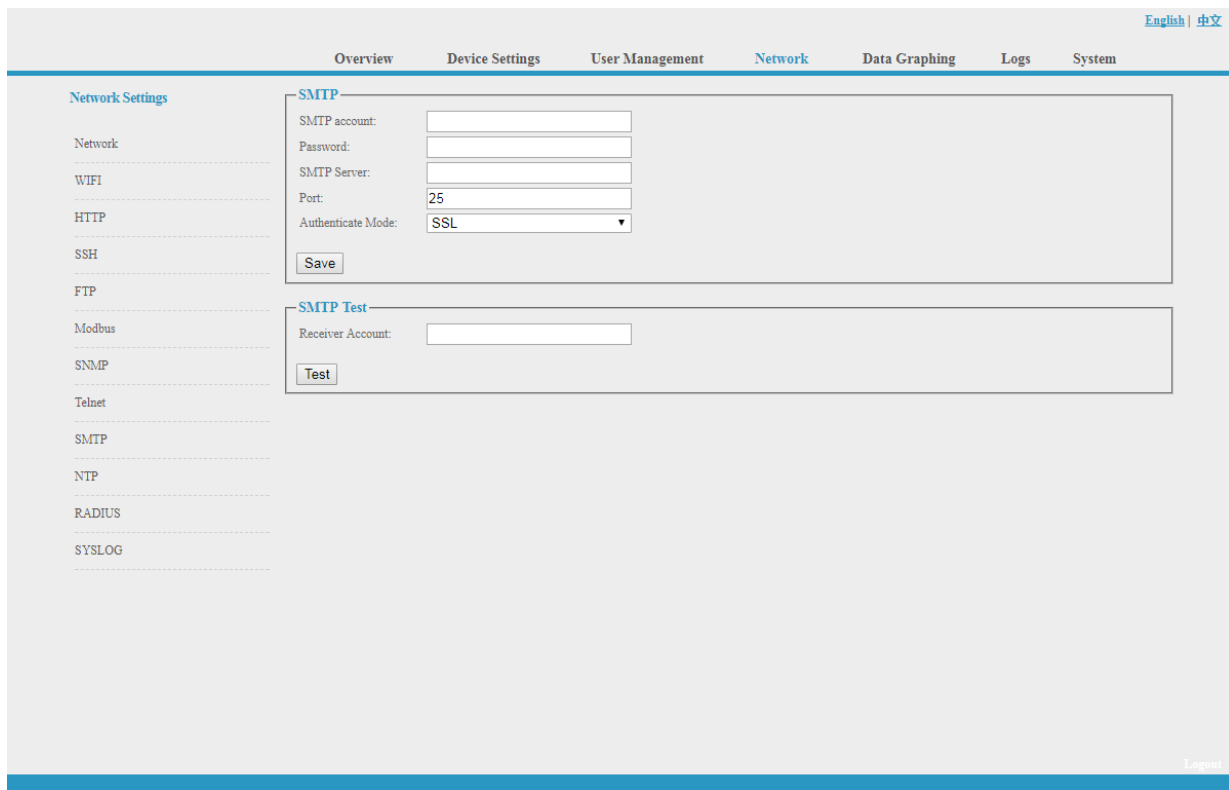 English | 中文
Overview Device Settings User Management Network Data Graphing Logs System
Network Settings
Network
WIFI
HTTP
SSH
FTP
Modbus
SNMP
Telnet
SMTP
NTP
RADIUS
SYSLOG
SMTP
SMTP account:
Password:
SMTP Server:
Port: 25
Authenticate Mode: SSL
Save
SMTP Test
Receiver Account:
Test
Logout